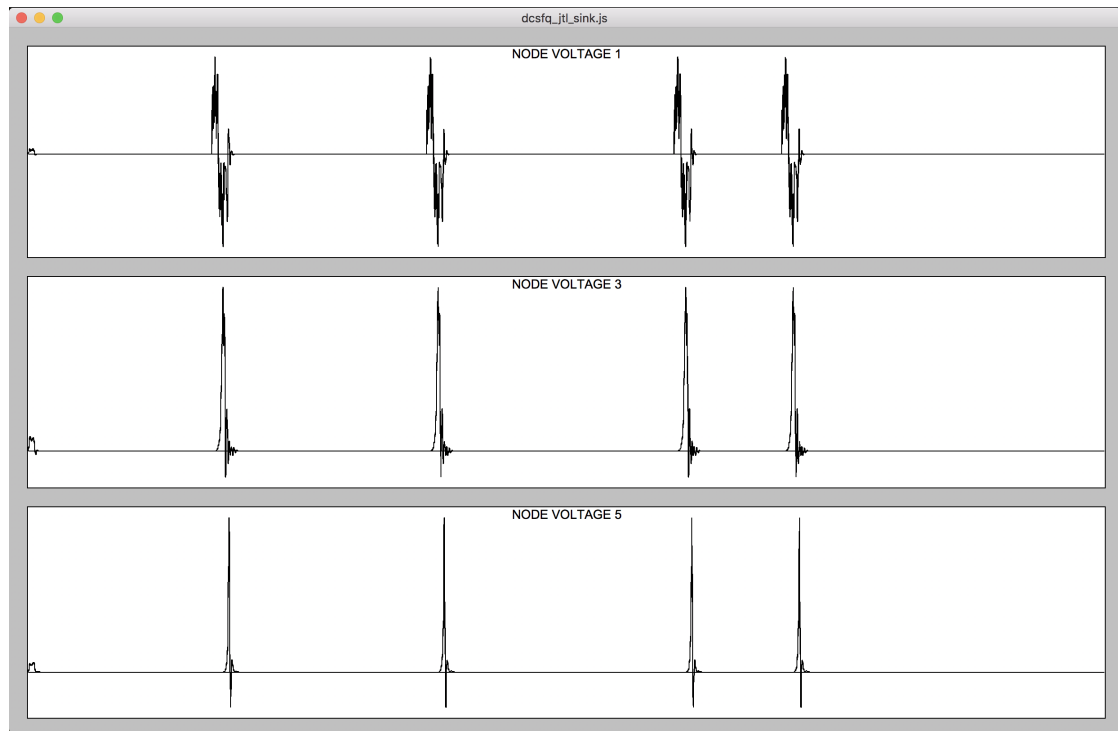 dcsfq_jtl_sink.js
NODE VOLTAGE 1
NODE VOLTAGE 3
NODE VOLTAGE 5